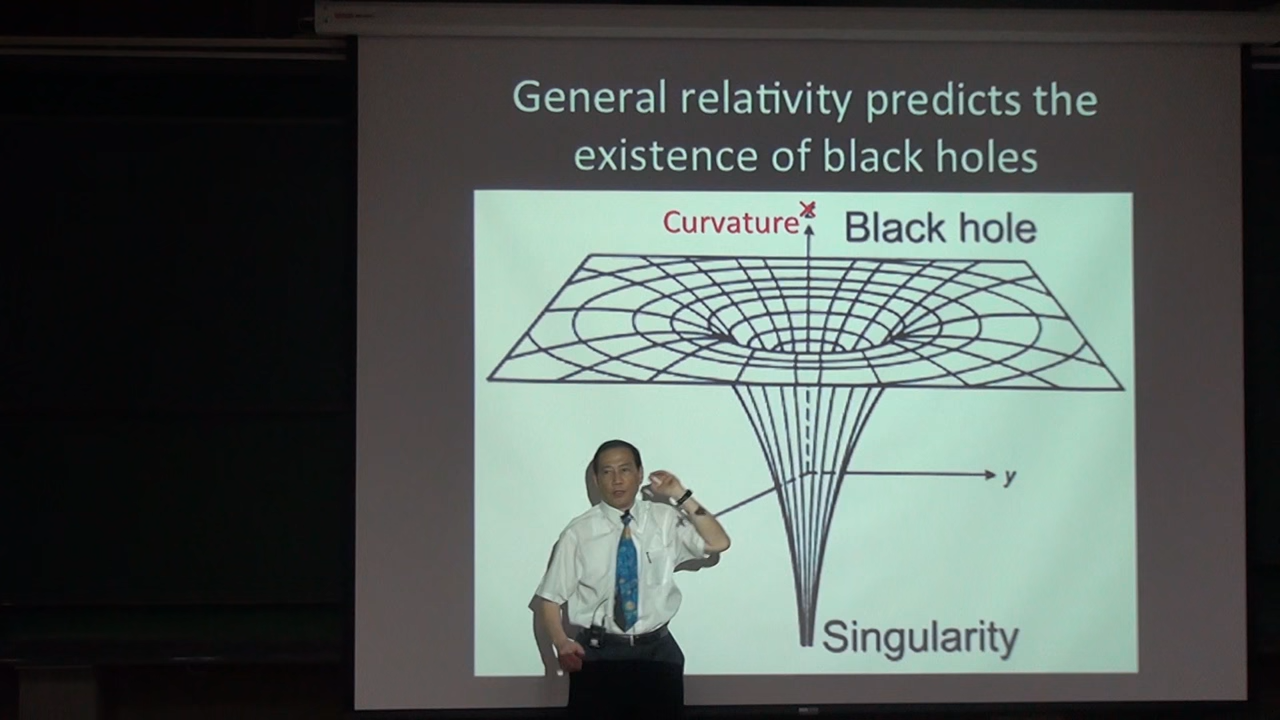 General relativity predicts the
existence of black holes
Curvature
Black hole
y
Singularity